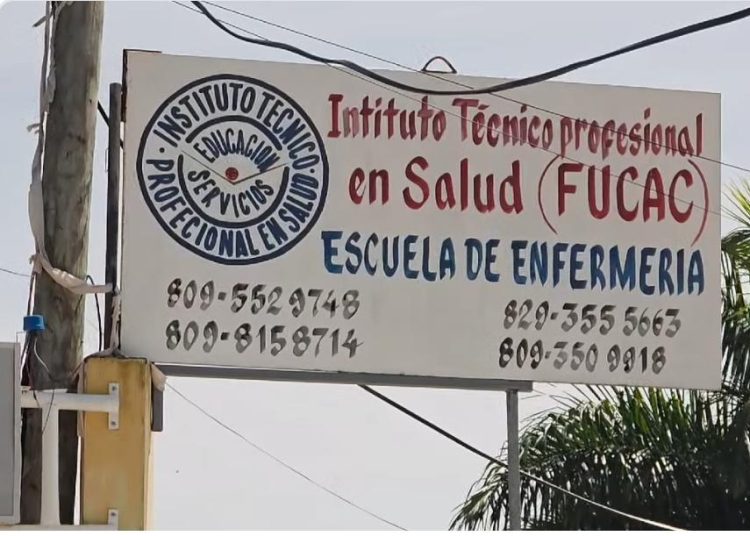 INSTITUTO TECNICO
PROFECIONAL EN SALUD
EDUCACION
SERVICIOS
Intituto Técnico profesional
en Salud (FUCAC)
ESCUELA DE ENFERMERIA
809-552 9748
809-815 8714
829-355 5663
809-350 9918